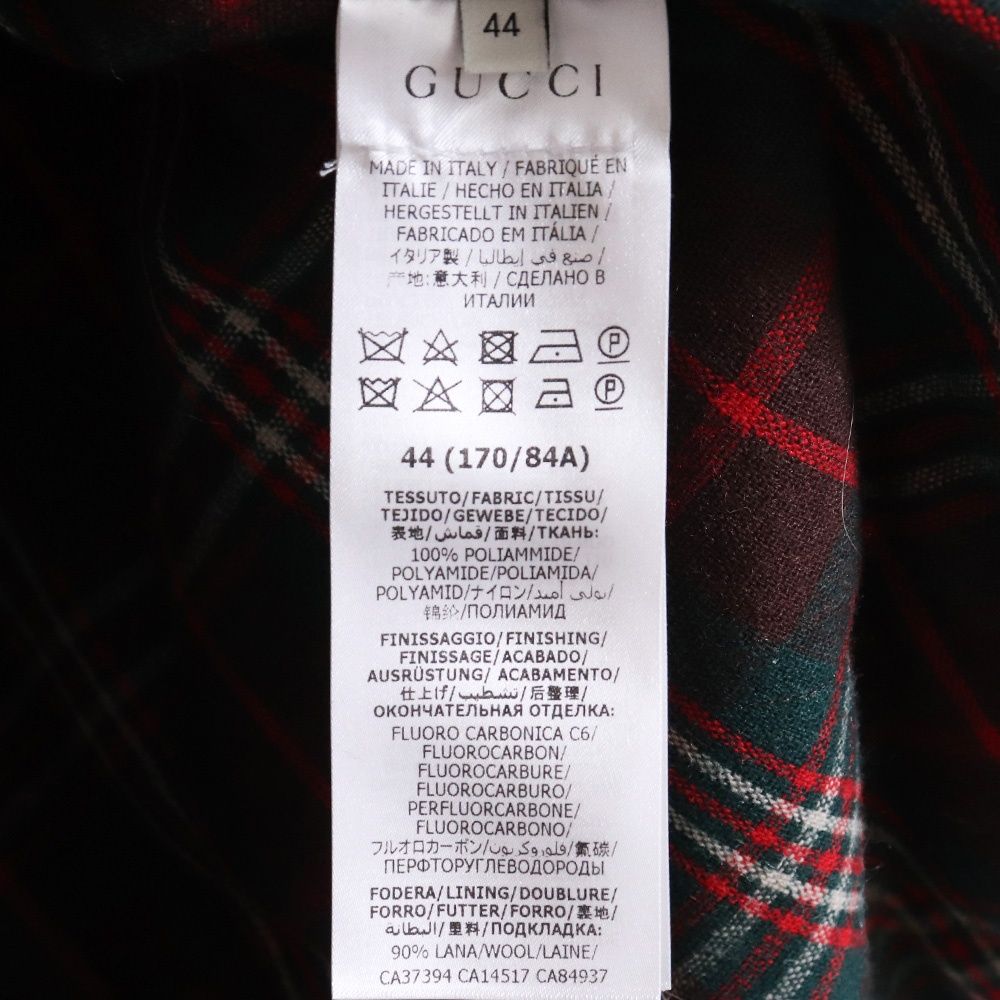 44
GUCCI
MADE IN ITALY / FABRIQUÉ EN
ITALIE / HECHO EN ITALIA /
HERGESTELLT IN ITALIEN /
FABRICADO EM ITÁLIA /
イタリア製 / صنع في إيطاليا /
产地:意大利 / СДЕЛАНО В
ИТАЛИИ
P
P
44 (170/84A)
TESSUTO/FABRIC/TISSU/
TEJIDO/GEWEBE/TECIDO/
表地/قماش/面料/ТКАНЬ:
100% POLIAMMIDE/
POLYAMIDE/POLIAMIDA/
POLYAMID/ナイロン/بولي أميد/
锦纶/ПОЛИАМИД
FINISSAGGIO/FINISHING/
FINISSAGE/ACABADO/
AUSRÜSTUNG/ ACABAMENTO/
仕上げ/تشطيب/后整理/
ОКОНЧАТЕЛЬНАЯ ОТДЕЛКА:
FLUORO CARBONICA C6/
FLUOROCARBON/
FLUOROCARBURE/
FLUOROCARBURO/
PERFLUORCARBONE/
FLUOROCARBONO/
フルオロカーボン/فلوروكربون/氟碳/
ПЕРФТОРУГЛЕВОДОРОДЫ
FODERA/LINING/DOUBLURE/
FORRO/FUTTER/FORRO/裏地/
البطانة/里料/ПОДКЛАДКА:
90% LANA/WOOL/LAINE/
CA37394 CA14517 CA84937